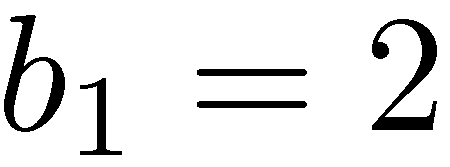 b₁ = 2